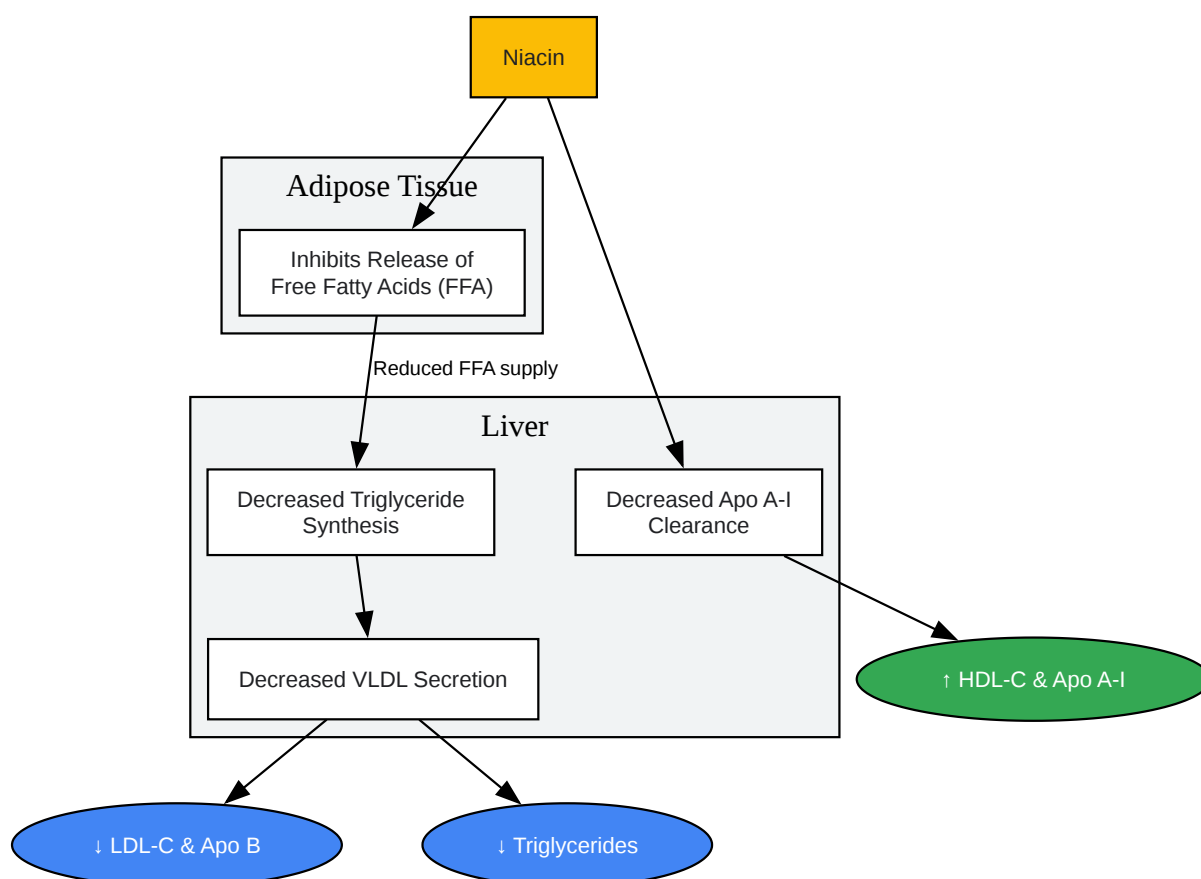 Niacin
Adipose Tissue
Inhibits Release of
Free Fatty Acids (FFA)
Reduced FFA supply
Liver
Decreased Triglyceride
Synthesis
Decreased Apo A-I
Clearance
Decreased VLDL Secretion
↑ HDL-C & Apo A-I
↓ LDL-C & Apo B
↓ Triglycerides